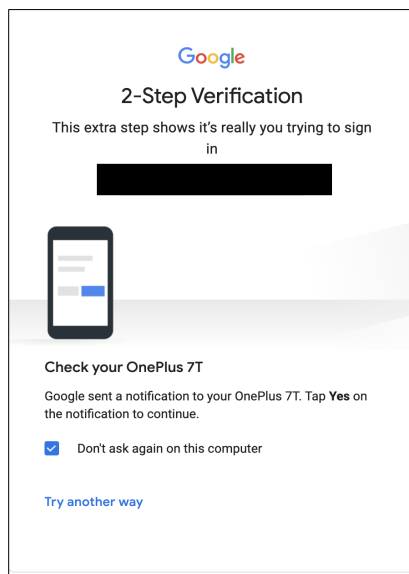 Google
2-Step Verification
This extra step shows it's really you trying to sign
in
Check your OnePlus 7T
Google sent a notification to your OnePlus 7T. Tap Yes on
the notification to continue.
Don't ask again on this computer
Try another way